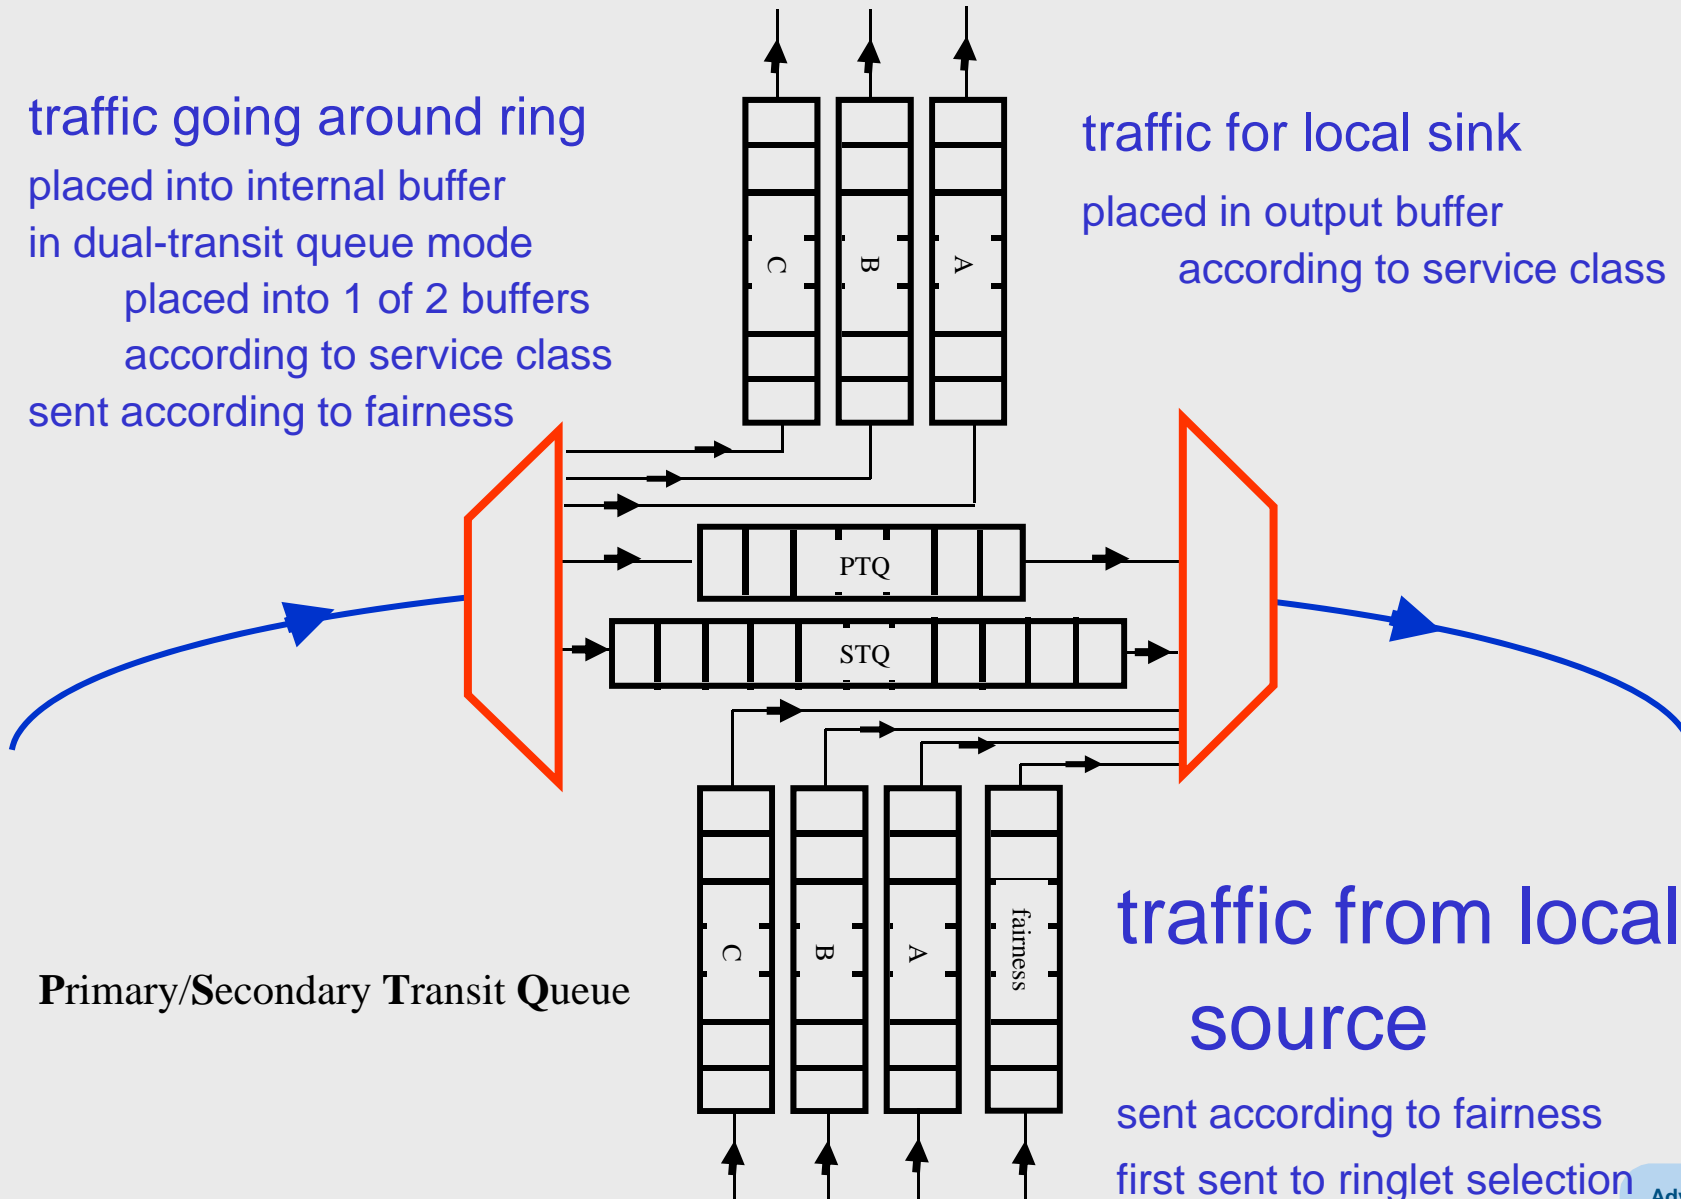 traffic going around ring
placed into internal buffer
in dual-transit queue mode
placed into 1 of 2 buffers
according to service class
sent according to fairness
traffic for local sink
placed in output buffer
according to service class
C
B
A
PTQ
STQ
C
B
A
fairness
Primary/Secondary Transit Queue
traffic from local
source
sent according to fairness
first sent to ringlet selection